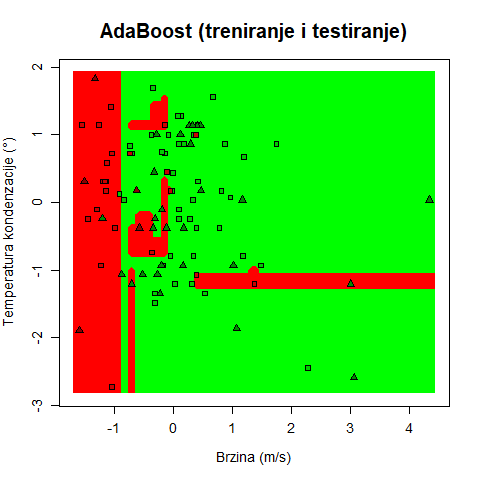 AdaBoost (treniranje i testiranje)
Temperatura kondenzacije (°)
2
1
0
-1
-2
-3
-1 0 1 2 3 4
Brzina (m/s)